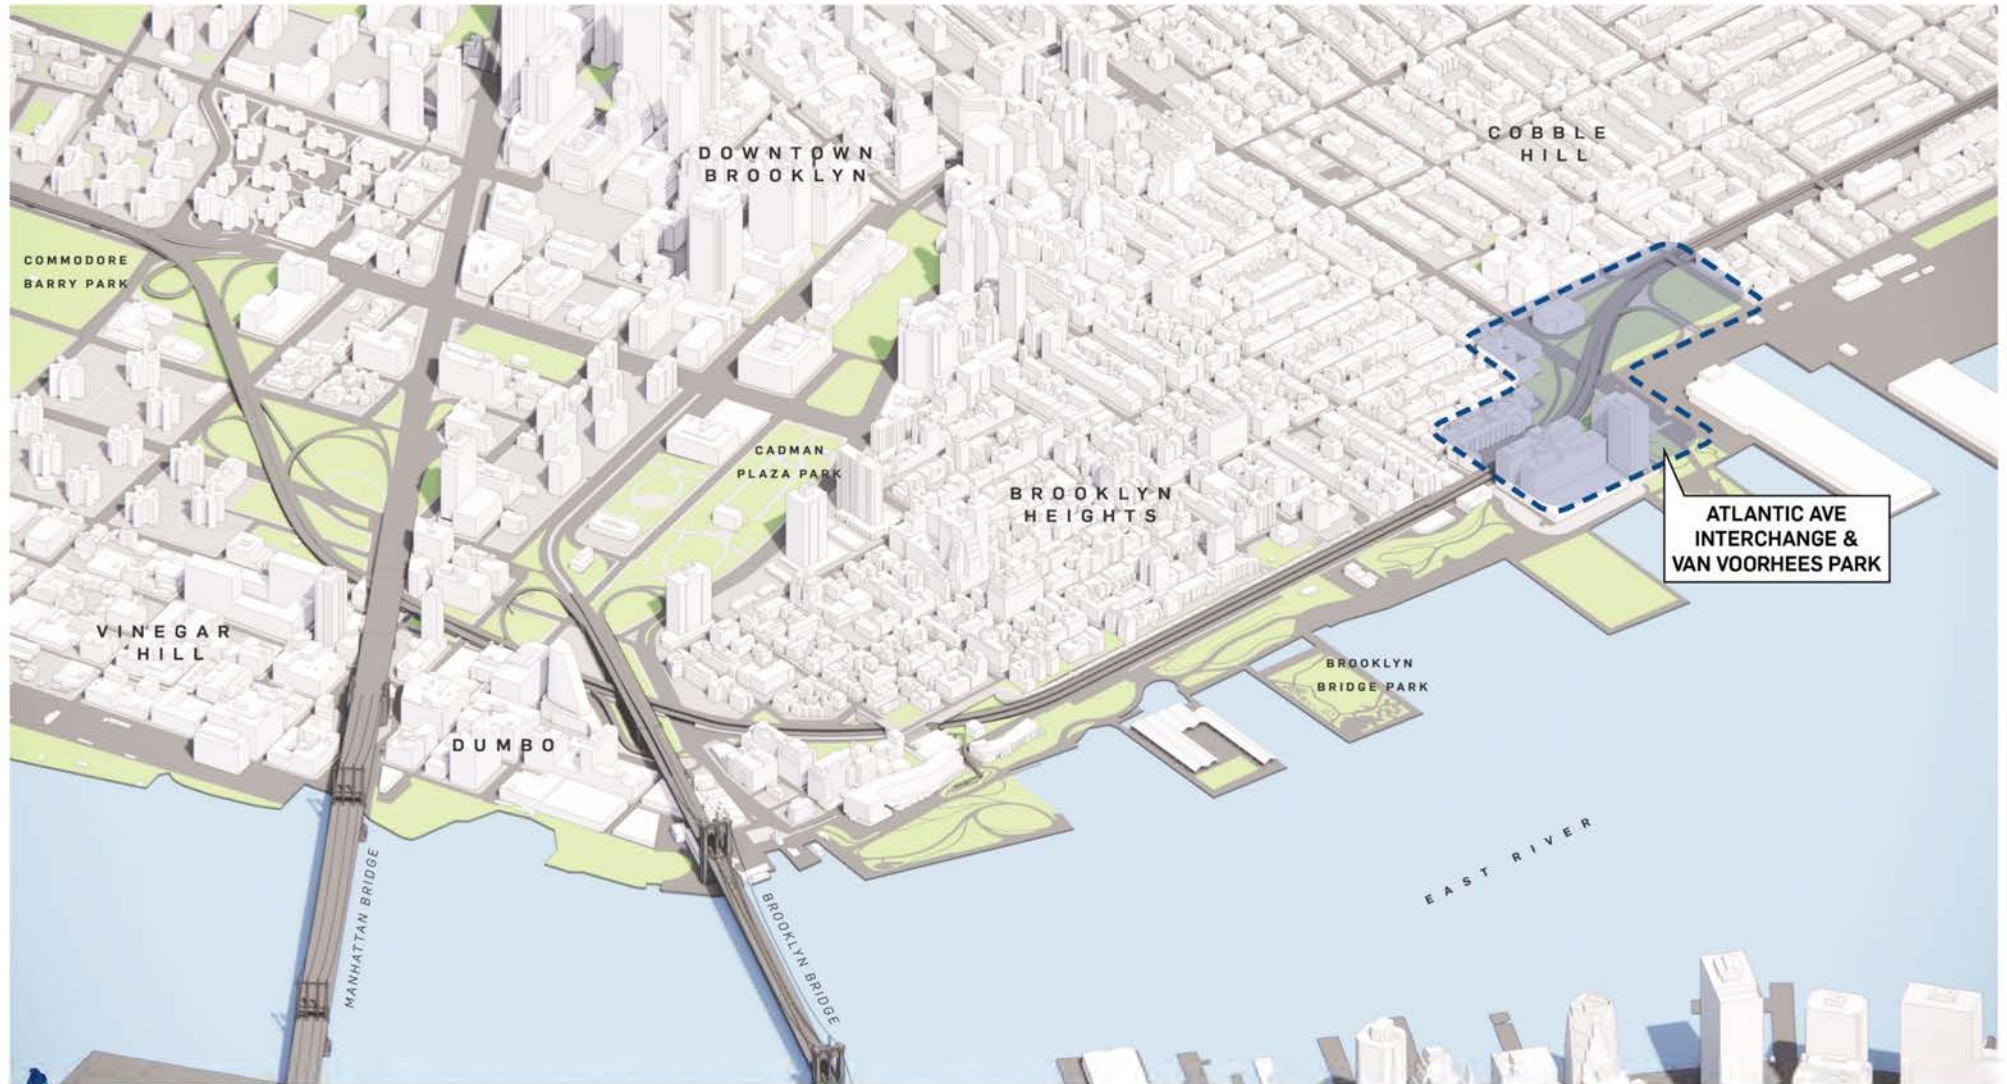 DOWNTOWN
BROOKLYN
COBBLE
HILL
COMMODORE
BARRY PARK
CADMAN
PLAZA PARK
BROOKLYN
HEIGHTS
ATLANTIC AVE
INTERCHANGE &
VAN VOORHEES PARK
VINEGAR
HILL
BROOKLYN
BRIDGE PARK
DUMBO
EAST RIVER
MANHATTAN BRIDGE
BROOKLYN BRIDGE